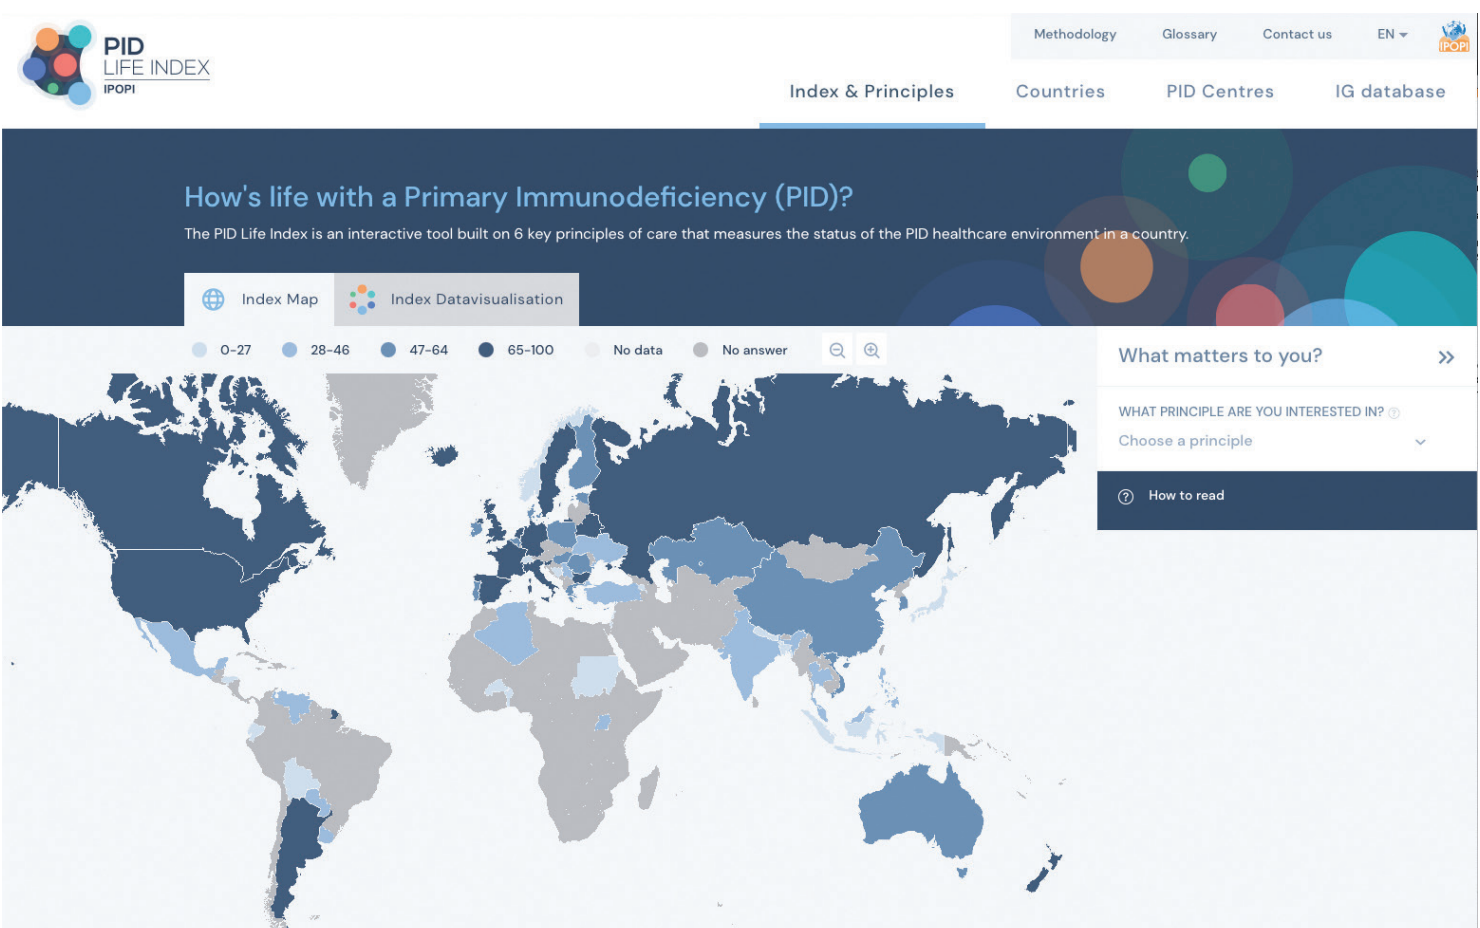 PID
LIFE INDEX
IPOPI
Methodology Glossary Contact us EN
IPOPI
Index & Principles Countries PID Centres IG database
How's life with a Primary Immunodeficiency (PID)?
The PID Life Index is an interactive tool built on 6 key principles of care that measures the status of the PID healthcare environment in a country.
Index Map Index Datavisualisation
0-27 28-46 47-64 65-100 No data No answer
What matters to you?
WHAT PRINCIPLE ARE YOU INTERESTED IN? ?
Choose a principle
? How to read